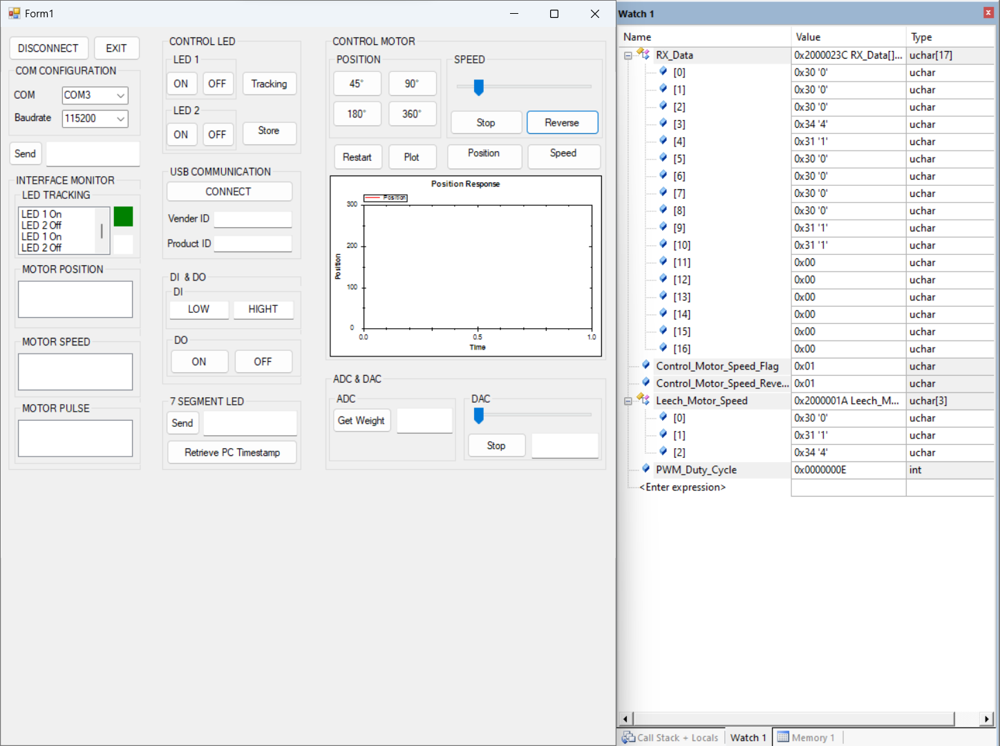 Form1
DISCONNECT
EXIT
COM CONFIGURATION
COM
COM3
Baudrate
115200
Send
INTERFACE MONITOR
LED TRACKING
LED 1 On
LED 2 Off
LED 1 On
LED 2 Off
MOTOR POSITION
MOTOR SPEED
MOTOR PULSE
CONTROL LED
LED 1
ON
OFF
Tracking
LED 2
ON
OFF
Store
USB COMMUNICATION
CONNECT
Vender ID
Product ID
DI & DO
DI
LOW
HIGHT
DO
ON
OFF
7 SEGMENT LED
Send
Retrieve PC Timestamp
CONTROL MOTOR
POSITION
45°
90°
180°
360°
SPEED
Stop
Reverse
Restart
Plot
Position
Speed
Position Response
Position
300
200
100
0
Position
0.0
0.5
1.0
Time
ADC & DAC
ADC
Get Weight
DAC
Stop
Watch 1
Name Value Type
RX_Data 0x2000023C RX_Data[]... uchar[17]
[0] 0x30 '0' uchar
[1] 0x30 '0' uchar
[2] 0x30 '0' uchar
[3] 0x34 '4' uchar
[4] 0x31 '1' uchar
[5] 0x30 '0' uchar
[6] 0x30 '0' uchar
[7] 0x30 '0' uchar
[8] 0x30 '0' uchar
[9] 0x31 '1' uchar
[10] 0x31 '1' uchar
[11] 0x00 uchar
[12] 0x00 uchar
[13] 0x00 uchar
[14] 0x00 uchar
[15] 0x00 uchar
[16] 0x00 uchar
Control_Motor_Speed_Flag 0x01 uchar
Control_Motor_Speed_Reve... 0x01 uchar
Leech_Motor_Speed 0x2000001A Leech_M... uchar[3]
[0] 0x30 '0' uchar
[1] 0x31 '1' uchar
[2] 0x34 '4' uchar
PWM_Duty_Cycle 0x0000000E int
<Enter expression>
Call Stack + Locals
Watch 1
Memory 1